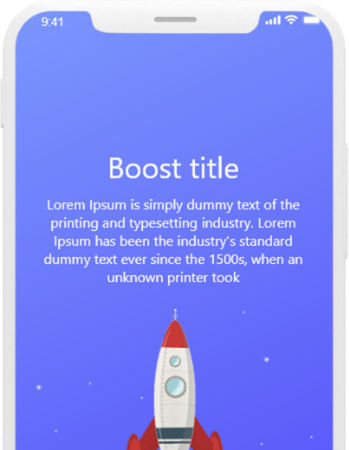 9:41
Boost title
Lorem Ipsum is simply dummy text of the
printing and typesetting industry. Lorem
Ipsum has been the industry's standard
dummy text ever since the 1500s, when an
unknown printer took